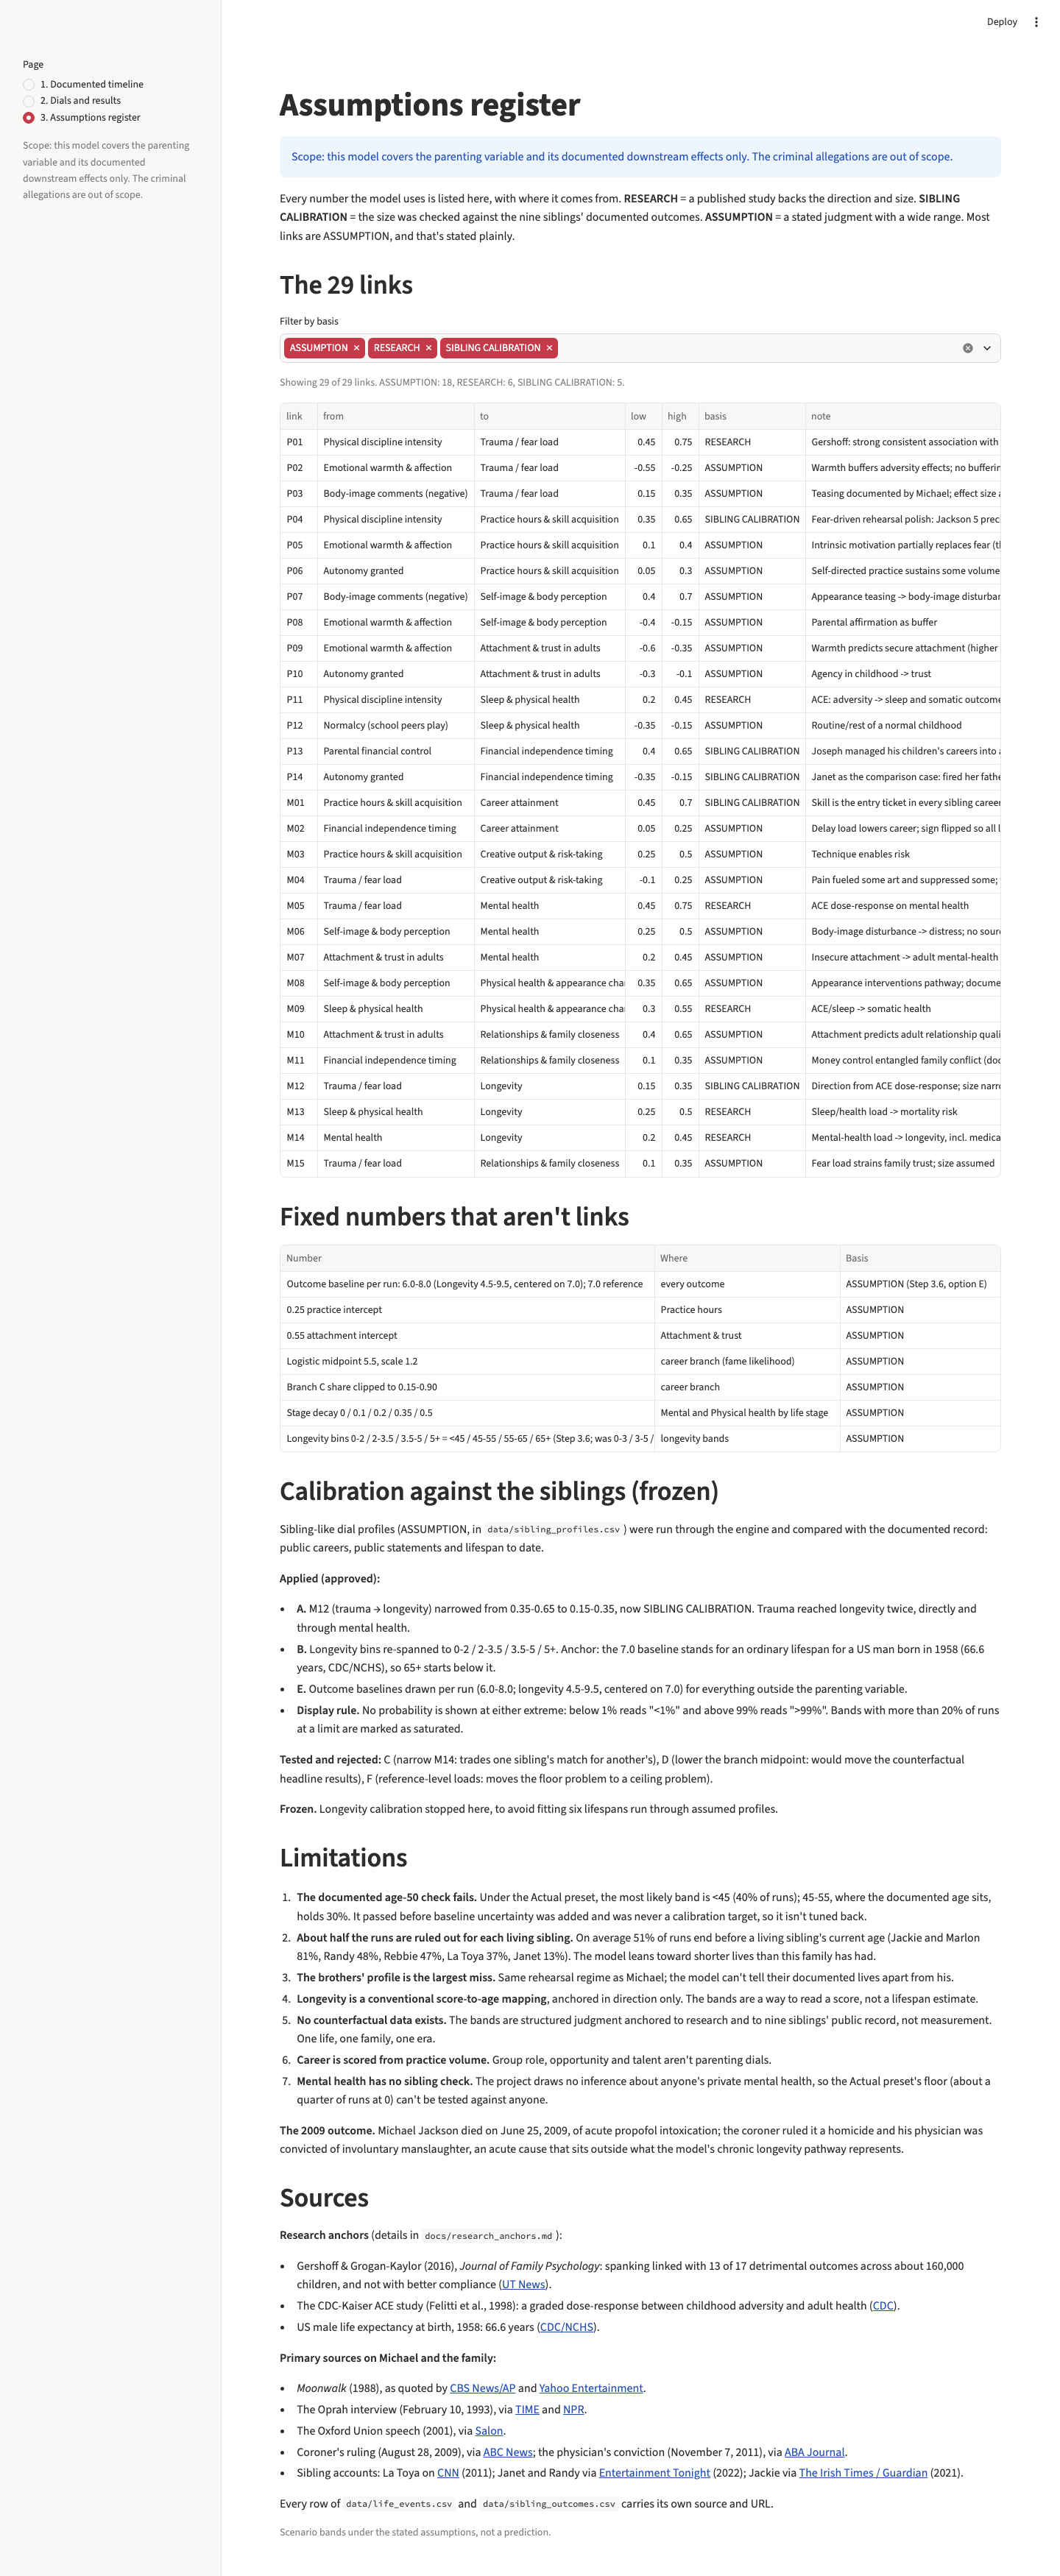 Deploy
Page
1. Documented timeline
2. Dials and results
3. Assumptions register
Scope: this model covers the parenting
variable and its documented
downstream effects only. The criminal
allegations are out of scope.
Assumptions register
Scope: this model covers the parenting variable and its documented downstream effects only. The criminal allegations are out of scope.
Every number the model uses is listed here, with where it comes from. RESEARCH = a published study backs the direction and size. SIBLING
CALIBRATION = the size was checked against the nine siblings' documented outcomes. ASSUMPTION = a stated judgment with a wide range. Most
links are ASSUMPTION, and that's stated plainly.
The 29 links
Filter by basis
ASSUMPTION × RESEARCH × SIBLING CALIBRATION ×
Showing 29 of 29 links. ASSUMPTION: 18, RESEARCH: 6, SIBLING CALIBRATION: 5.
link from to low high basis note
P01 Physical discipline intensity Trauma / fear load 0.45 0.75 RESEARCH Gershoff: strong consistent association with
P02 Emotional warmth & affection Trauma / fear load -0.55 -0.25 ASSUMPTION Warmth buffers adversity effects; no bufferin
P03 Body-image comments (negative) Trauma / fear load 0.15 0.35 ASSUMPTION Teasing documented by Michael; effect size a
P04 Physical discipline intensity Practice hours & skill acquisition 0.35 0.65 SIBLING CALIBRATION Fear-driven rehearsal polish: Jackson 5 prec
P05 Emotional warmth & affection Practice hours & skill acquisition 0.1 0.4 ASSUMPTION Intrinsic motivation partially replaces fear (t
P06 Autonomy granted Practice hours & skill acquisition 0.05 0.3 ASSUMPTION Self-directed practice sustains some volume
P07 Body-image comments (negative) Self-image & body perception 0.4 0.7 ASSUMPTION Appearance teasing -> body-image disturban
P08 Emotional warmth & affection Self-image & body perception -0.4 -0.15 ASSUMPTION Parental affirmation as buffer
P09 Emotional warmth & affection Attachment & trust in adults -0.6 -0.35 ASSUMPTION Warmth predicts secure attachment (higher
P10 Autonomy granted Attachment & trust in adults -0.3 -0.1 ASSUMPTION Agency in childhood -> trust
P11 Physical discipline intensity Sleep & physical health 0.2 0.45 RESEARCH ACE: adversity -> sleep and somatic outcome
P12 Normalcy (school peers play) Sleep & physical health -0.35 -0.15 ASSUMPTION Routine/rest of a normal childhood
P13 Parental financial control Financial independence timing 0.4 0.65 SIBLING CALIBRATION Joseph managed his children's careers into a
P14 Autonomy granted Financial independence timing -0.35 -0.15 SIBLING CALIBRATION Janet as the comparison case: fired her fathe
M01 Practice hours & skill acquisition Career attainment 0.45 0.7 SIBLING CALIBRATION Skill is the entry ticket in every sibling career
M02 Financial independence timing Career attainment 0.05 0.25 ASSUMPTION Delay load lowers career; sign flipped so all l
M03 Practice hours & skill acquisition Creative output & risk-taking 0.25 0.5 ASSUMPTION Technique enables risk
M04 Trauma / fear load Creative output & risk-taking -0.1 0.25 ASSUMPTION Pain fueled some art and suppressed some;
M05 Trauma / fear load Mental health 0.45 0.75 RESEARCH ACE dose-response on mental health
M06 Self-image & body perception Mental health 0.25 0.5 ASSUMPTION Body-image disturbance -> distress; no sour
M07 Attachment & trust in adults Mental health 0.2 0.45 ASSUMPTION Insecure attachment -> adult mental-health
M08 Self-image & body perception Physical health & appearance cha 0.35 0.65 ASSUMPTION Appearance interventions pathway; docume
M09 Sleep & physical health Physical health & appearance cha 0.3 0.55 RESEARCH ACE/sleep -> somatic health
M10 Attachment & trust in adults Relationships & family closeness 0.4 0.65 ASSUMPTION Attachment predicts adult relationship quali
M11 Financial independence timing Relationships & family closeness 0.1 0.35 ASSUMPTION Money control entangled family conflict (doc
M12 Trauma / fear load Longevity 0.15 0.35 SIBLING CALIBRATION Direction from ACE dose-response; size narr
M13 Sleep & physical health Longevity 0.25 0.5 RESEARCH Sleep/health load -> mortality risk
M14 Mental health Longevity 0.2 0.45 RESEARCH Mental-health load -> longevity, incl. medica
M15 Trauma / fear load Relationships & family closeness 0.1 0.35 ASSUMPTION Fear load strains family trust; size assumed
Fixed numbers that aren't links
Number Where Basis
Outcome baseline per run: 6.0-8.0 (Longevity 4.5-9.5, centered on 7.0); 7.0 reference every outcome ASSUMPTION (Step 3.6, option E)
0.25 practice intercept Practice hours ASSUMPTION
0.55 attachment intercept Attachment & trust ASSUMPTION
Logistic midpoint 5.5, scale 1.2 career branch (fame likelihood) ASSUMPTION
Branch C share clipped to 0.15-0.90 career branch ASSUMPTION
Stage decay 0 / 0.1 / 0.2 / 0.35 / 0.5 Mental and Physical health by life stage ASSUMPTION
Longevity bins 0-2 / 2-3.5 / 3.5-5 / 5+ = <45 / 45-55 / 55-65 / 65+ (Step 3.6; was 0-3 / 3-5 / longevity bands ASSUMPTION
Calibration against the siblings (frozen)
Sibling-like dial profiles (ASSUMPTION, in data/sibling_profiles.csv) were run through the engine and compared with the documented record:
public careers, public statements and lifespan to date.
Applied (approved):
• A. M12 (trauma → longevity) narrowed from 0.35-0.65 to 0.15-0.35, now SIBLING CALIBRATION. Trauma reached longevity twice, directly and
through mental health.
• B. Longevity bins re-spanned to 0-2 / 2-3.5 / 3.5-5 / 5+. Anchor: the 7.0 baseline stands for an ordinary lifespan for a US man born in 1958 (66.6
years, CDC/NCHS), so 65+ starts below it.
• E. Outcome baselines drawn per run (6.0-8.0; longevity 4.5-9.5, centered on 7.0) for everything outside the parenting variable.
• Display rule. No probability is shown at either extreme: below 1% reads "<1%" and above 99% reads ">99%". Bands with more than 20% of runs
at a limit are marked as saturated.
Tested and rejected: C (narrow M14: trades one sibling's match for another's), D (lower the branch midpoint: would move the counterfactual
headline results), F (reference-level loads: moves the floor problem to a ceiling problem).
Frozen. Longevity calibration stopped here, to avoid fitting six lifespans run through assumed profiles.
Limitations
1. The documented age-50 check fails. Under the Actual preset, the most likely band is <45 (40% of runs); 45-55, where the documented age sits,
holds 30%. It passed before baseline uncertainty was added and was never a calibration target, so it isn't tuned back.
2. About half the runs are ruled out for each living sibling. On average 51% of runs end before a living sibling's current age (Jackie and Marlon
81%, Randy 48%, Rebbie 47%, La Toya 37%, Janet 13%). The model leans toward shorter lives than this family has had.
3. The brothers' profile is the largest miss. Same rehearsal regime as Michael; the model can't tell their documented lives apart from his.
4. Longevity is a conventional score-to-age mapping, anchored in direction only. The bands are a way to read a score, not a lifespan estimate.
5. No counterfactual data exists. The bands are structured judgment anchored to research and to nine siblings' public record, not measurement.
One life, one family, one era.
6. Career is scored from practice volume. Group role, opportunity and talent aren't parenting dials.
7. Mental health has no sibling check. The project draws no inference about anyone's private mental health, so the Actual preset's floor (about a
quarter of runs at 0) can't be tested against anyone.
The 2009 outcome. Michael Jackson died on June 25, 2009, of acute propofol intoxication; the coroner ruled it a homicide and his physician was
convicted of involuntary manslaughter, an acute cause that sits outside what the model's chronic longevity pathway represents.
Sources
Research anchors (details in docs/research_anchors.md):
• Gershoff & Grogan-Kaylor (2016), Journal of Family Psychology: spanking linked with 13 of 17 detrimental outcomes across about 160,000
children, and not with better compliance (UT News).
• The CDC-Kaiser ACE study (Felitti et al., 1998): a graded dose-response between childhood adversity and adult health (CDC).
• US male life expectancy at birth, 1958: 66.6 years (CDC/NCHS).
Primary sources on Michael and the family:
• Moonwalk (1988), as quoted by CBS News/AP and Yahoo Entertainment.
• The Oprah interview (February 10, 1993), via TIME and NPR.
• The Oxford Union speech (2001), via Salon.
• Coroner's ruling (August 28, 2009), via ABC News; the physician's conviction (November 7, 2011), via ABA Journal.
• Sibling accounts: La Toya on CNN (2011); Janet and Randy via Entertainment Tonight (2022); Jackie via The Irish Times / Guardian (2021).
Every row of data/life_events.csv and data/sibling_outcomes.csv carries its own source and URL.
Scenario bands under the stated assumptions, not a prediction.